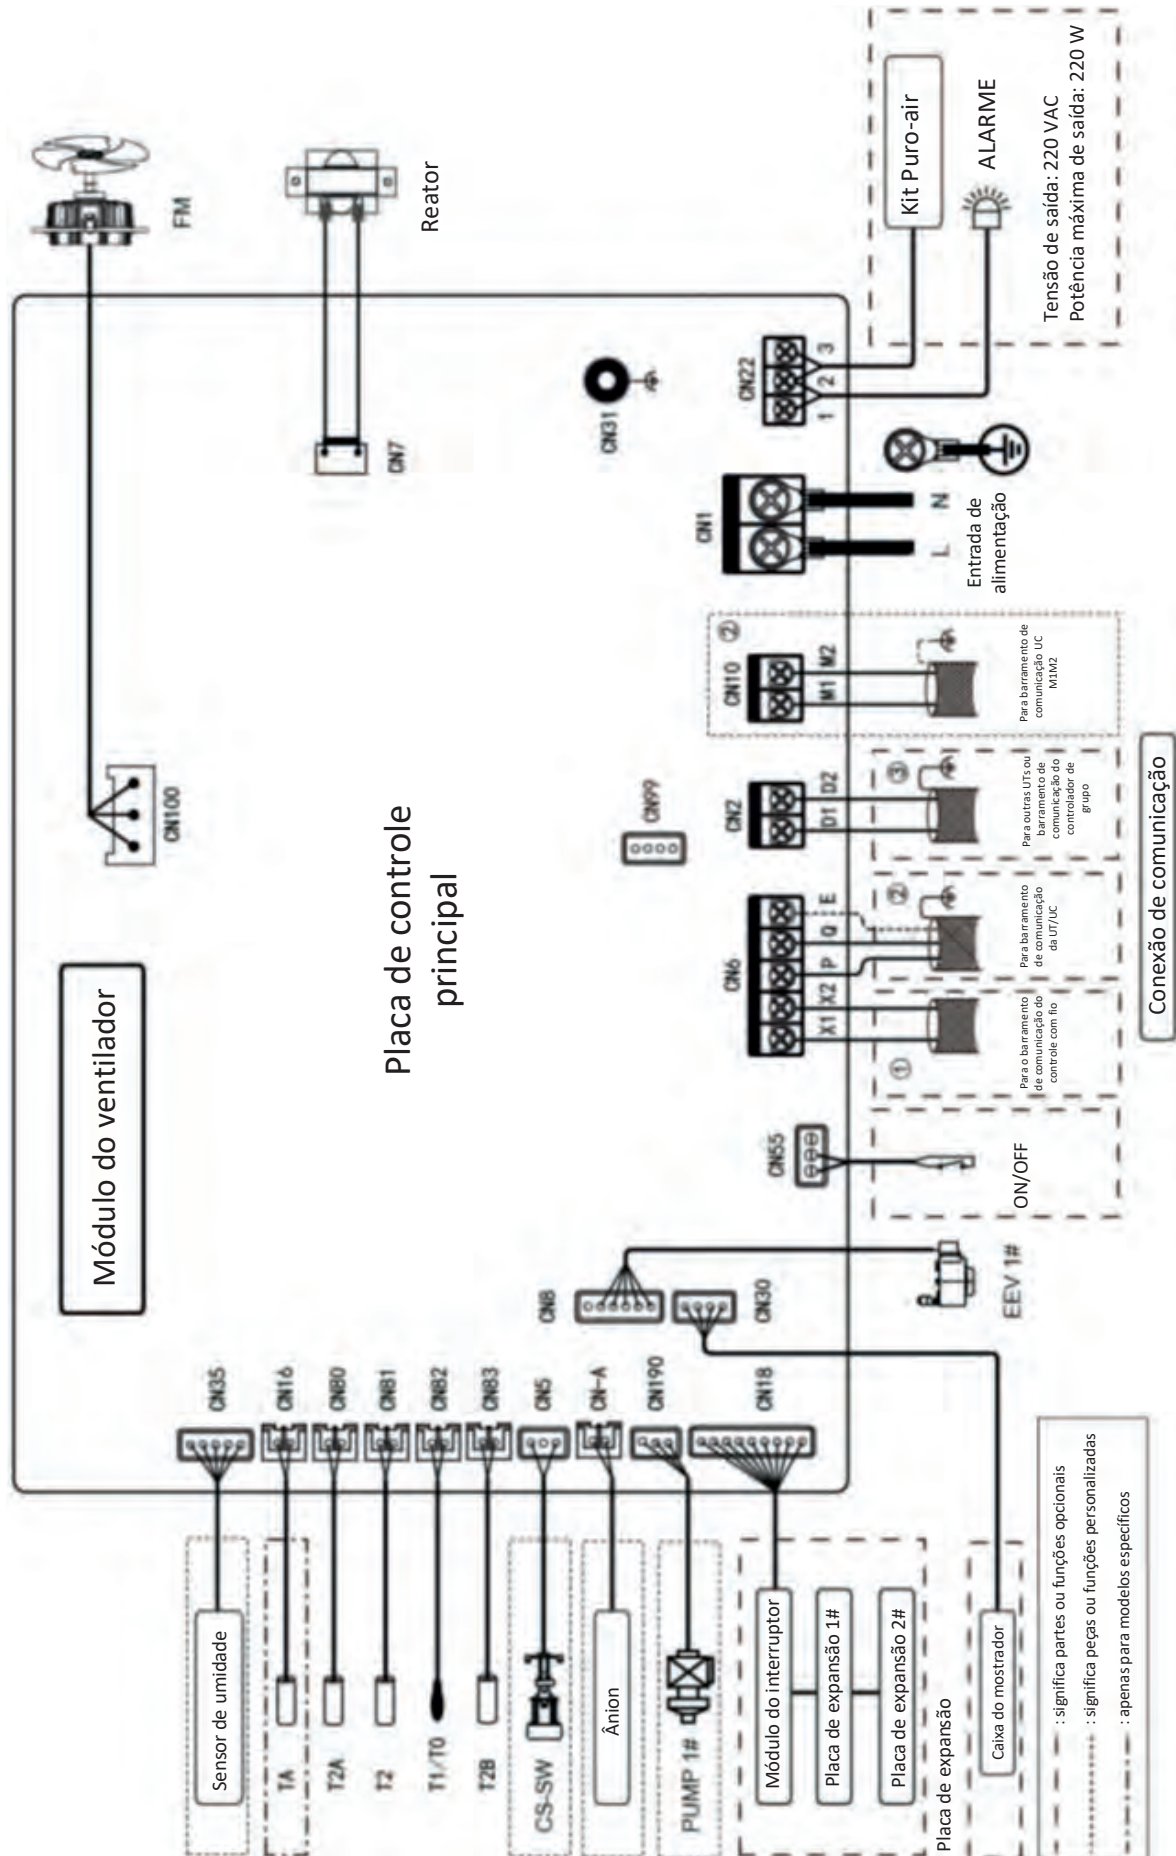 Módulo do ventilador
CN100
FM
CN7
Reator
Placa de controle
principal
CN99
CN31
CN35
CN16
CN80
CN81
CN82
CN83
CN5
CN-A
CN190
CN18
CN8
CN30
Sensor de umidade
TA
T2A
T2
T1/T0
T2B
CS-SW
Ânion
PUMP 1#
Módulo do interruptor
Placa de expansão 1#
Placa de expansão 2#
Placa de expansão
Caixa do mostrador
EEV 1#
CN55
ON/OFF
CN6
X1 X2 P Q E
①
Para o barramento
de comunicação do
controle com fio
②
Para barramento
de comunicação
da UT/UC
CN2
D1 D2
③
Para outras UTs ou
barramento de
comunicação do
controlador de
grupo
CN10
M1 M2
②
Para barramento de
comunicação UC
M1M2
Conexão de comunicação
CN1
L N
Entrada de
alimentação
CN22
1 2 3
Kit Puro-air
ALARME
Tensão de saída: 220 VAC
Potência máxima de saída: 220 W
: significa partes ou funções opcionais
: significa peças ou funções personalizadas
: apenas para modelos específicos